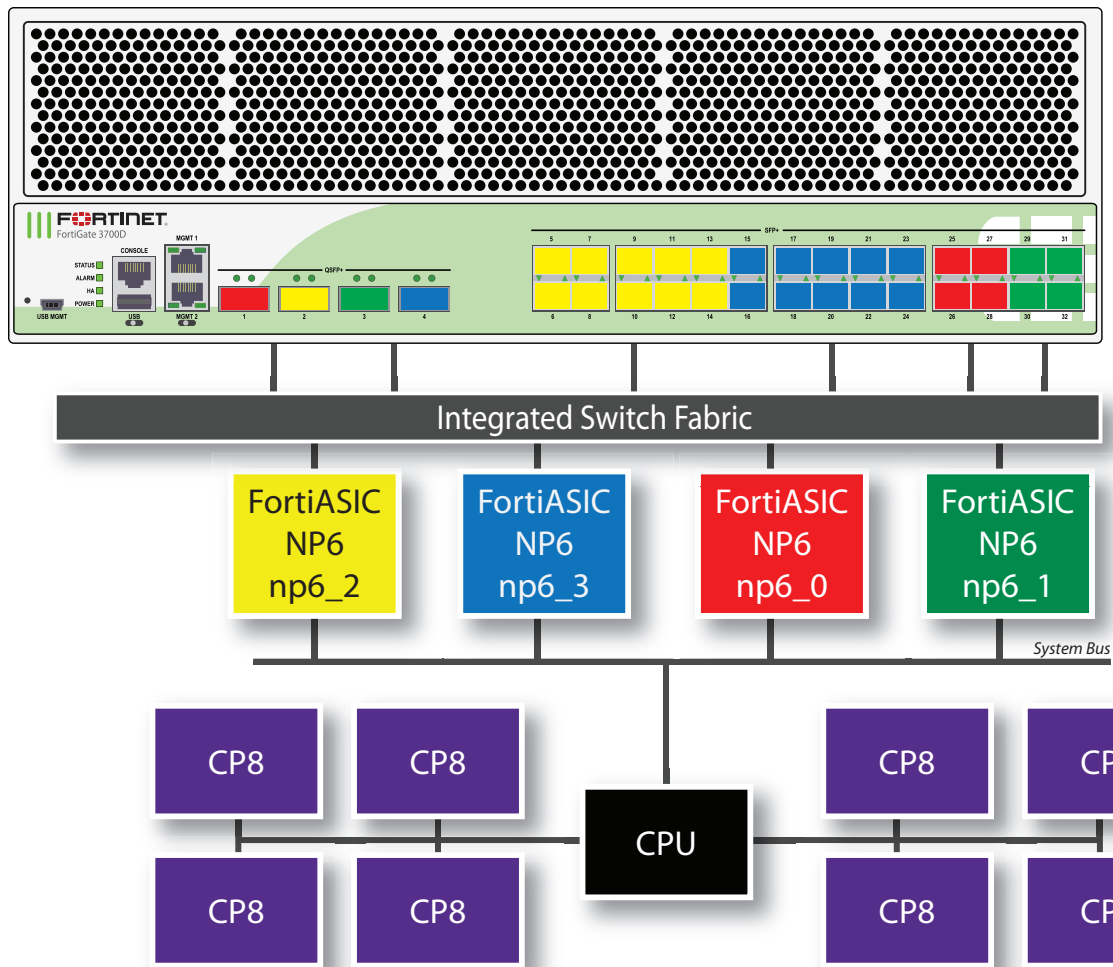 FORTINET
FortiGate 3700D
CONSOLE
MGMT 1
STATUS
ALARM
HA
POWER
USB MGMT
USB
MGMT 2
QSFP+
1 2 3 4
SFP+
5 7 9 11 13 15 17 19 21 23 25 27 29 31
6 8 10 12 14 16 18 20 22 24 26 28 30 32
Integrated Switch Fabric
FortiASIC
NP6
np6_2
FortiASIC
NP6
np6_3
FortiASIC
NP6
np6_0
FortiASIC
NP6
np6_1
System Bus
CP8 CP8 CP8 CP
CPU
CP8 CP8 CP8 CP